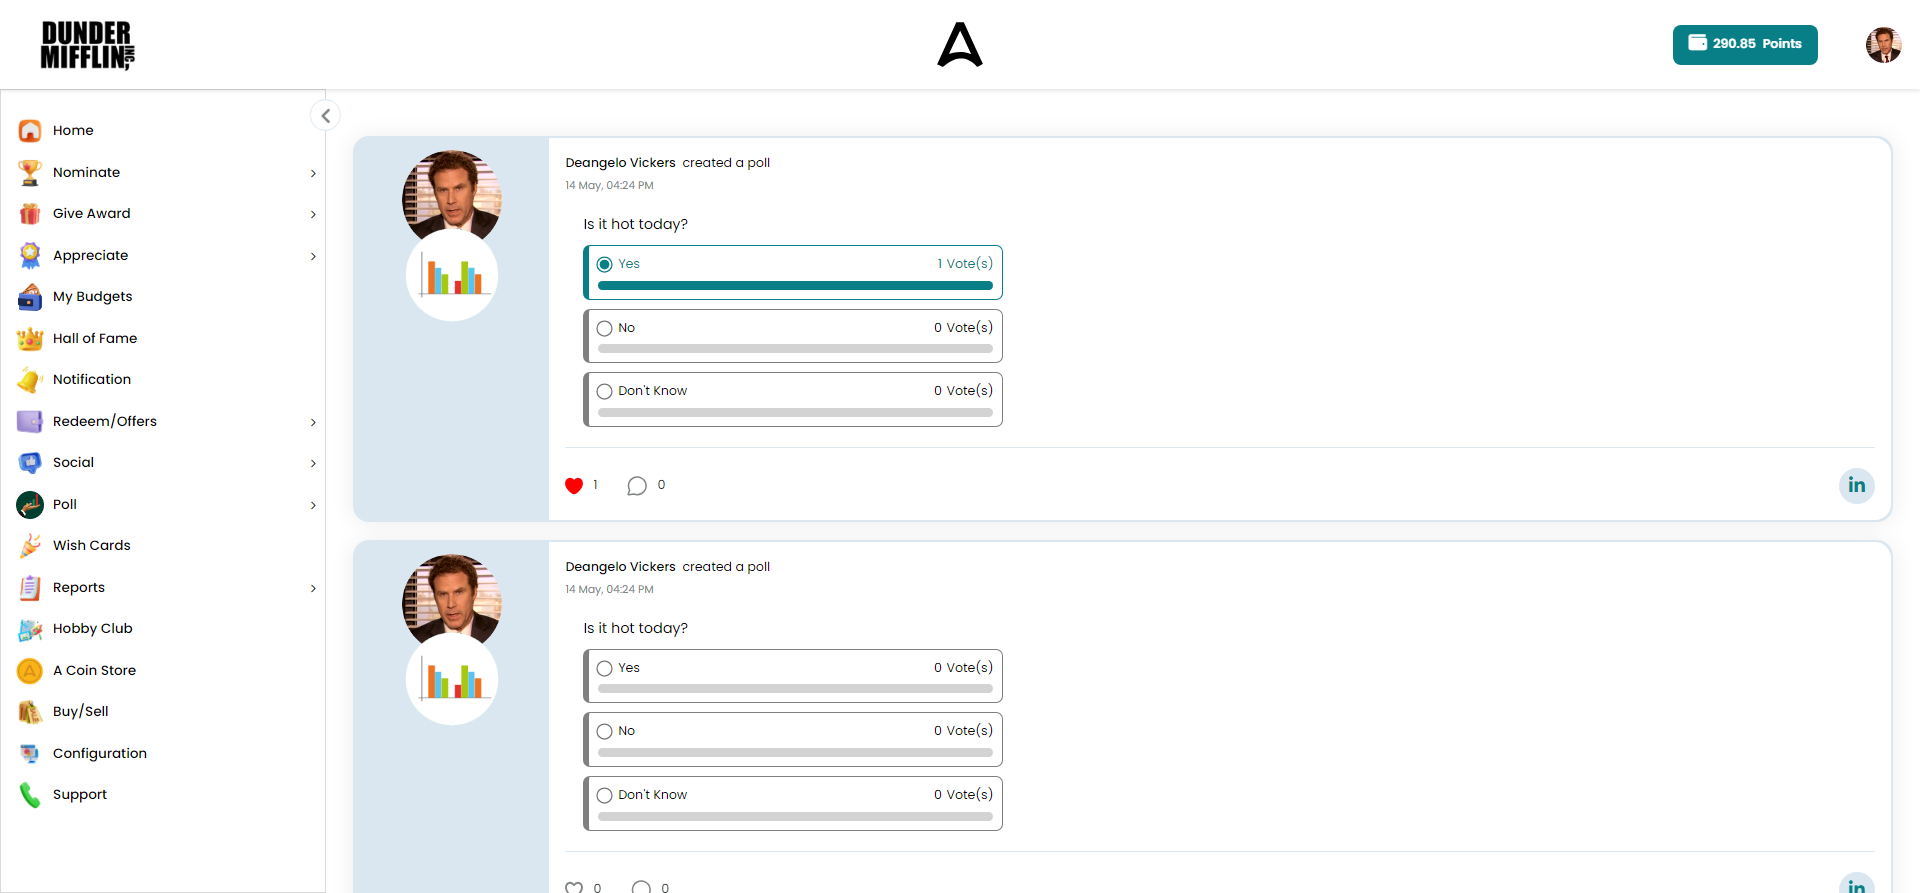 DUNDER
MIFFLIN, INC
290.85 Points
Home
Nominate
Give Award
Appreciate
My Budgets
Hall of Fame
Notification
Redeem/Offers
Social
Poll
Wish Cards
Reports
Hobby Club
A Coin Store
Buy/Sell
Configuration
Support
Deangelo Vickers created a poll
14 May, 04:24 PM
Is it hot today?
Yes 1 Vote(s)
No 0 Vote(s)
Don't Know 0 Vote(s)
1 0
in
Deangelo Vickers created a poll
14 May, 04:24 PM
Is it hot today?
Yes 0 Vote(s)
No 0 Vote(s)
Don't Know 0 Vote(s)
0 0
in